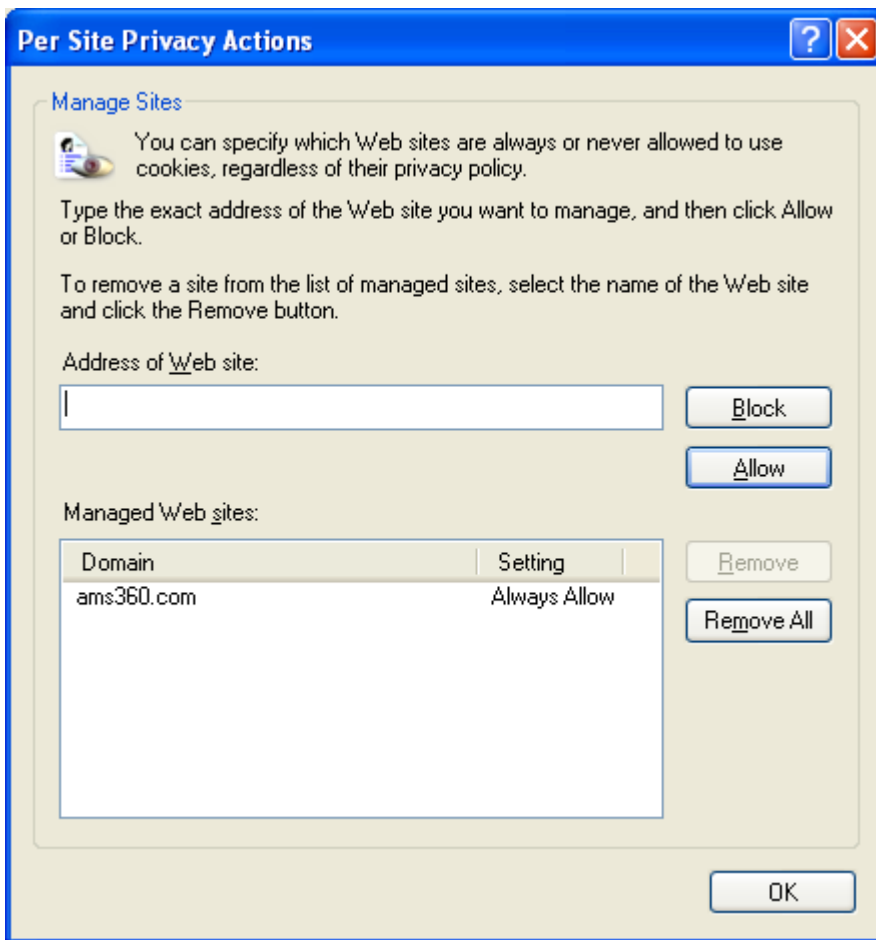 Per Site Privacy Actions
?
Manage Sites
You can specify which Web sites are always or never allowed to use
cookies, regardless of their privacy policy.
Type the exact address of the Web site you want to manage, and then click Allow
or Block.
To remove a site from the list of managed sites, select the name of the Web site
and click the Remove button.
Address of Web site:
Block
Allow
Managed Web sites:
Domain Setting
Remove
ams360.com Always Allow
Remove All
OK